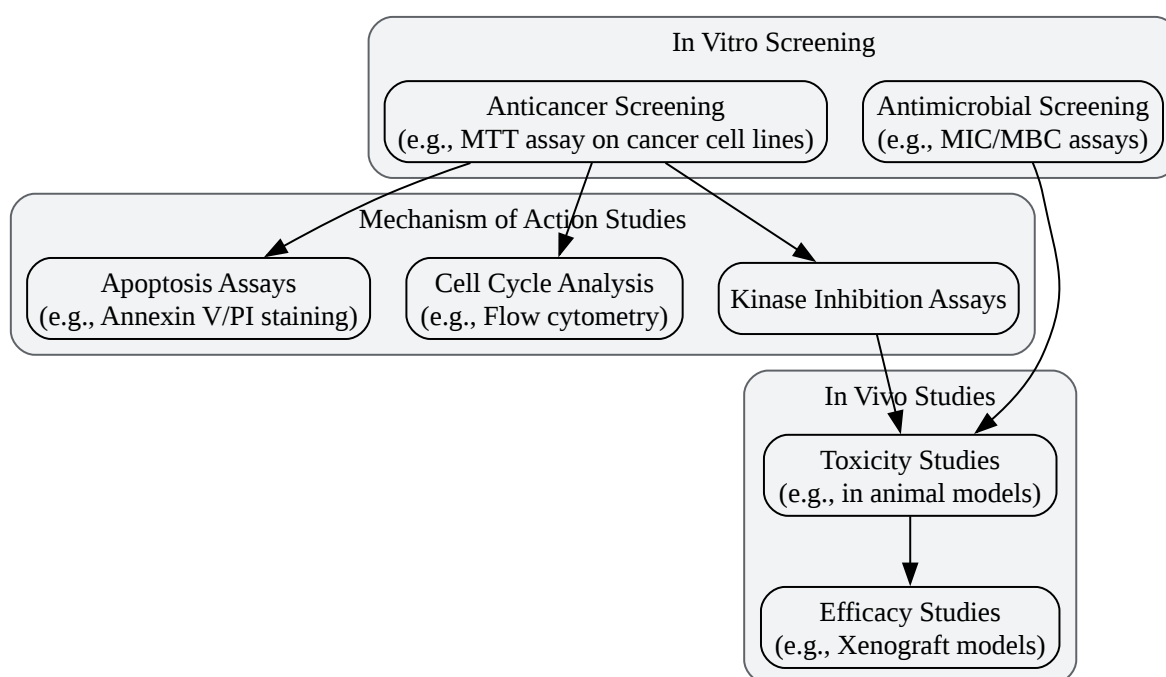 In Vitro Screening
Anticancer Screening
(e.g., MTT assay on cancer cell lines)
Antimicrobial Screening
(e.g., MIC/MBC assays)
Mechanism of Action Studies
Apoptosis Assays
(e.g., Annexin V/PI staining)
Cell Cycle Analysis
(e.g., Flow cytometry)
Kinase Inhibition Assays
In Vivo Studies
Toxicity Studies
(e.g., in animal models)
Efficacy Studies
(e.g., Xenograft models)